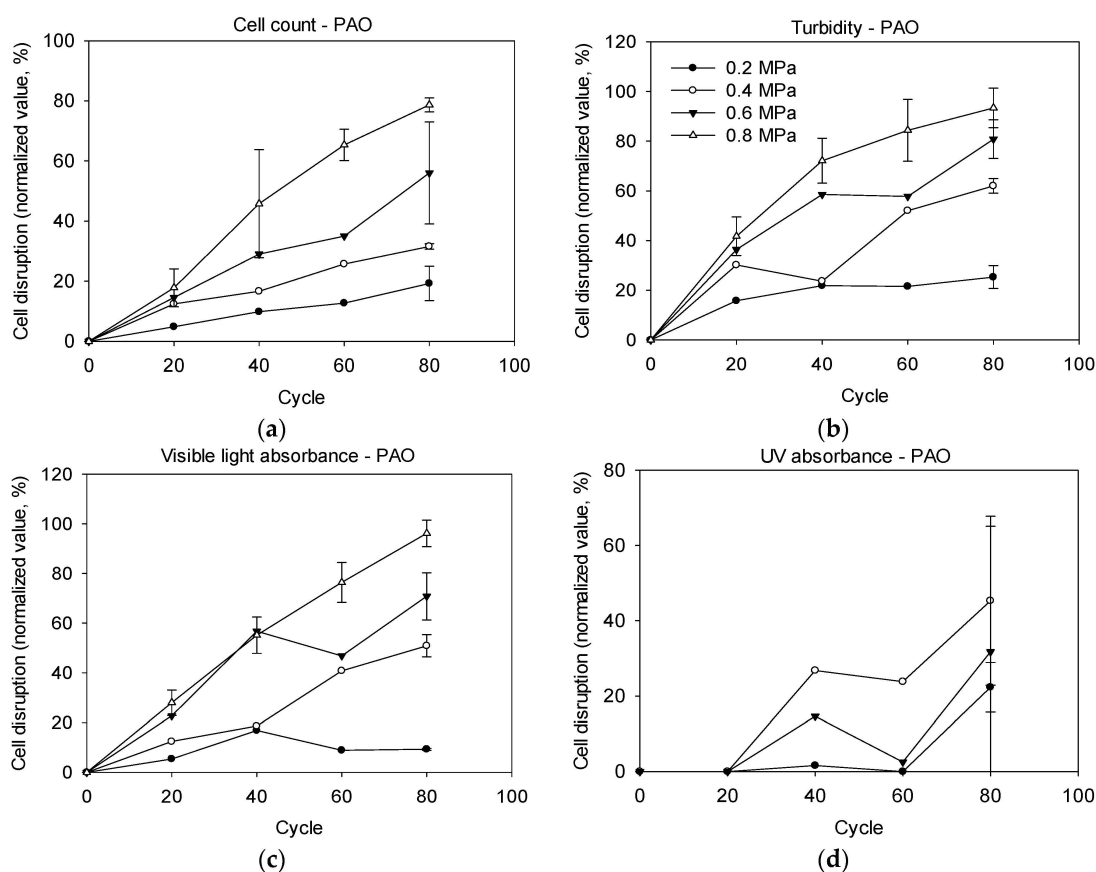 Cell count - PAO
Cell disruption (normalized value, %)
100
80
60
40
20
0
0 20 40 60 80 100
Cycle
(a)
Turbidity - PAO
Cell disruption (normalized value, %)
120
100
80
60
40
20
0
0.2 MPa
0.4 MPa
0.6 MPa
0.8 MPa
0 20 40 60 80 100
Cycle
(b)
Visible light absorbance - PAO
Cell disruption (normalized value, %)
120
100
80
60
40
20
0
0 20 40 60 80 100
Cycle
(c)
UV absorbance - PAO
Cell disruption (normalized value, %)
80
60
40
20
0
0 20 40 60 80 100
Cycle
(d)